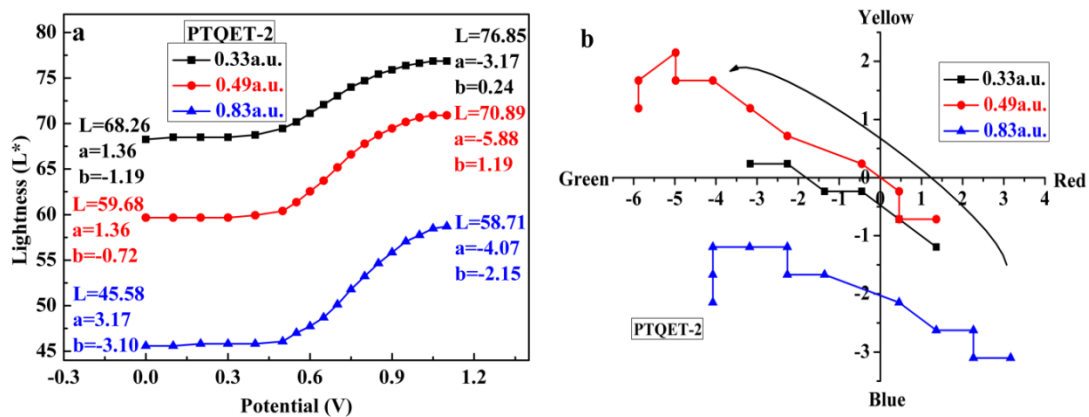 a
PTQET-2
0.33a.u.
0.49a.u.
0.83a.u.
L=76.85
a=-3.17
b=0.24
L=70.89
a=-5.88
b=1.19
L=68.26
a=1.36
b=-1.19
L=59.68
a=1.36
b=-0.72
L=58.71
a=-4.07
b=-2.15
L=45.58
a=3.17
b=-3.10
80
75
70
65
60
55
50
45
Lightness (L*)
-0.3
0.0
0.3
0.6
0.9
1.2
Potential (V)
b
Yellow
0.33a.u.
0.49a.u.
0.83a.u.
2
1
0
-1
-2
-3
Green
Red
-6 -5 -4 -3 -2 -1 0 1 2 3 4
PTQET-2
Blue